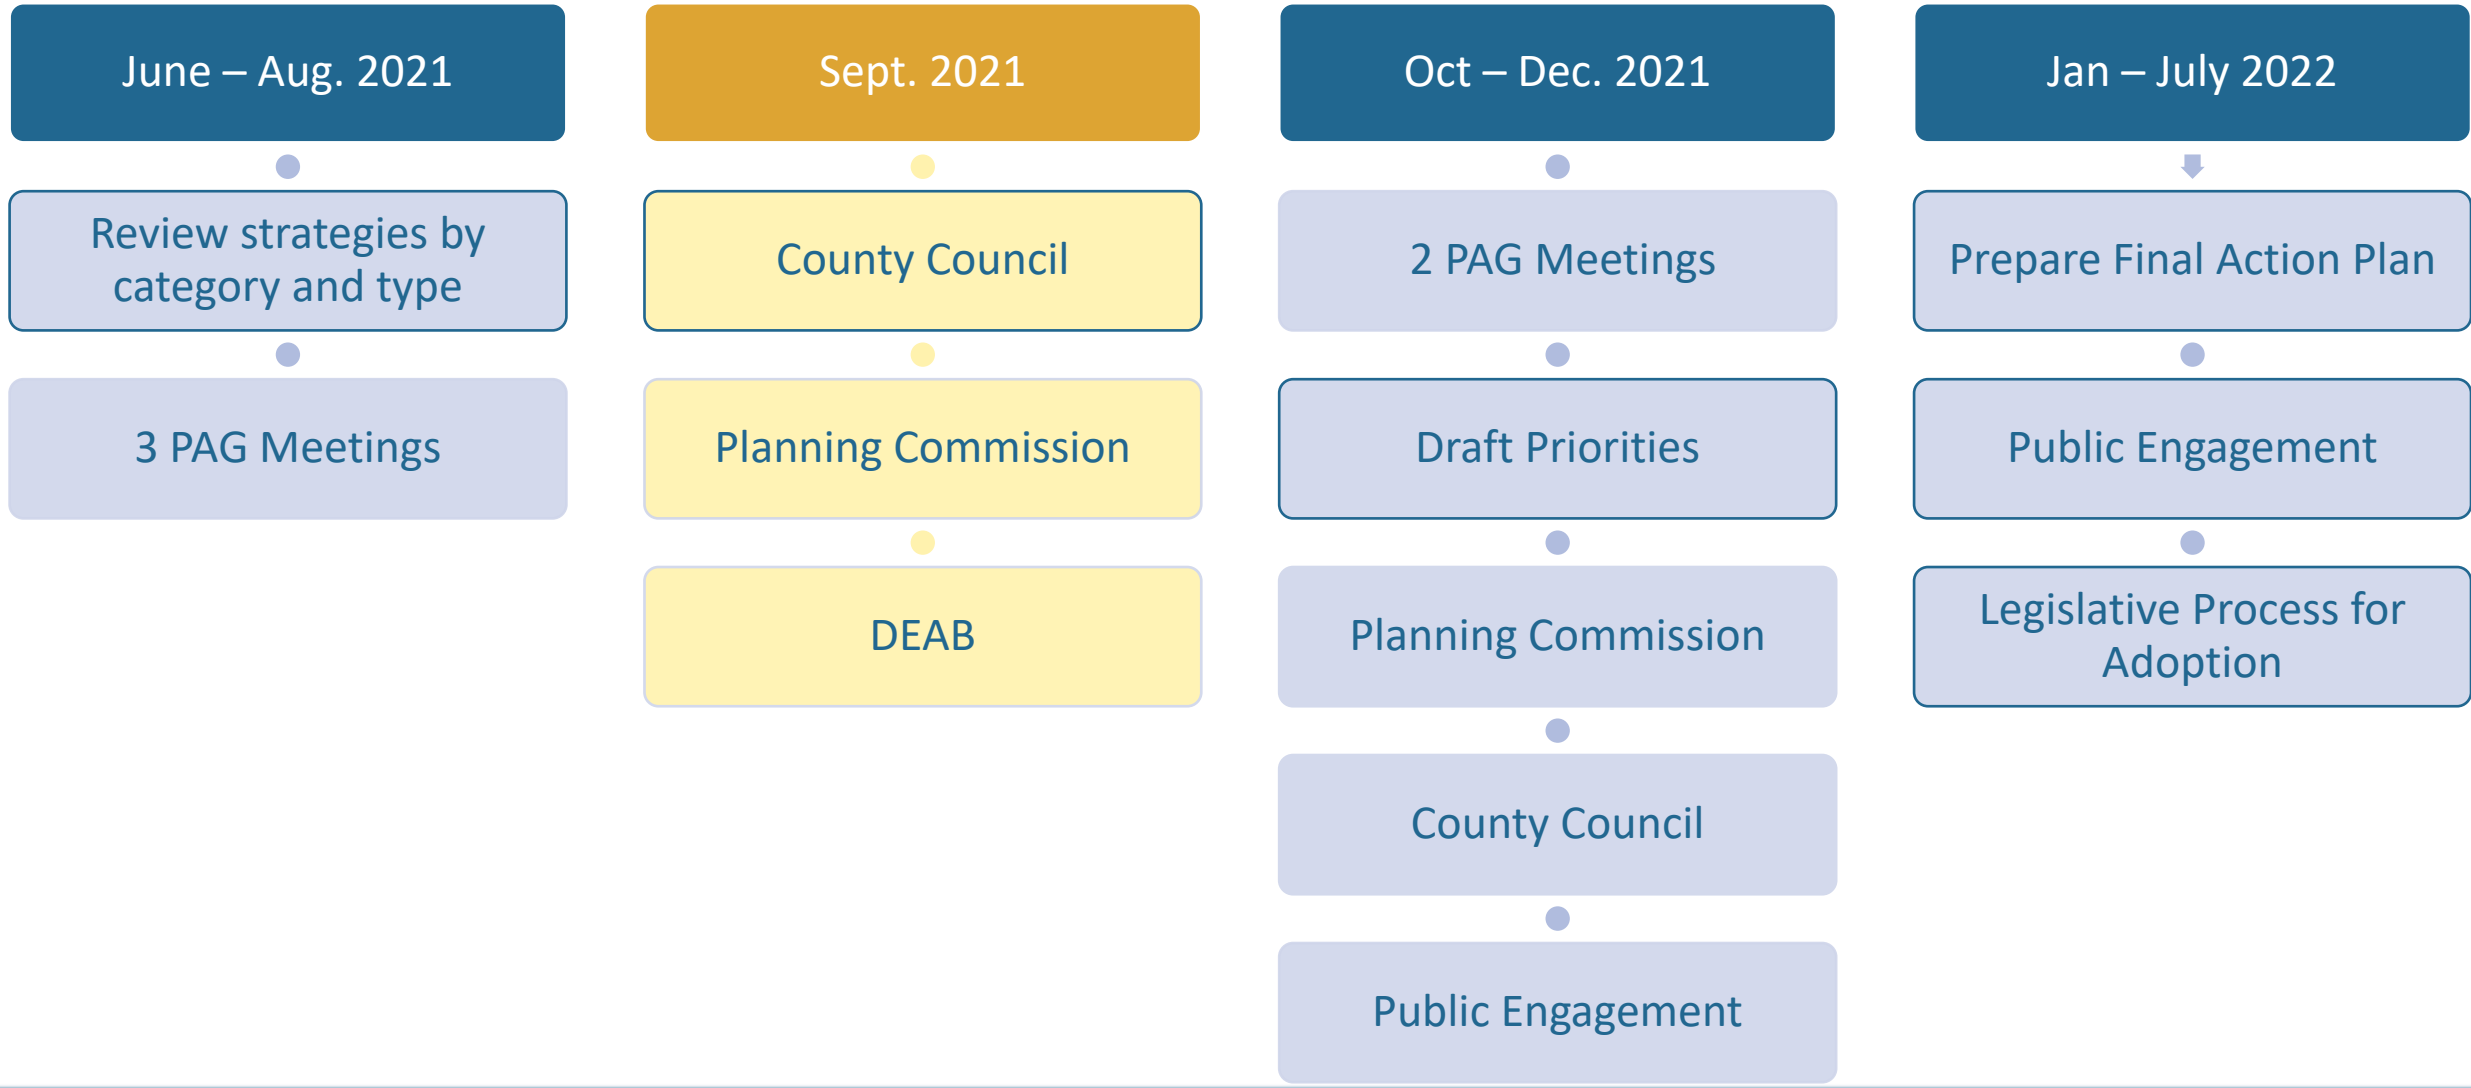 June – Aug. 2021
Review strategies by
category and type
3 PAG Meetings
Sept. 2021
County Council
Planning Commission
DEAB
Oct – Dec. 2021
2 PAG Meetings
Draft Priorities
Planning Commission
County Council
Public Engagement
Jan – July 2022
Prepare Final Action Plan
Public Engagement
Legislative Process for
Adoption